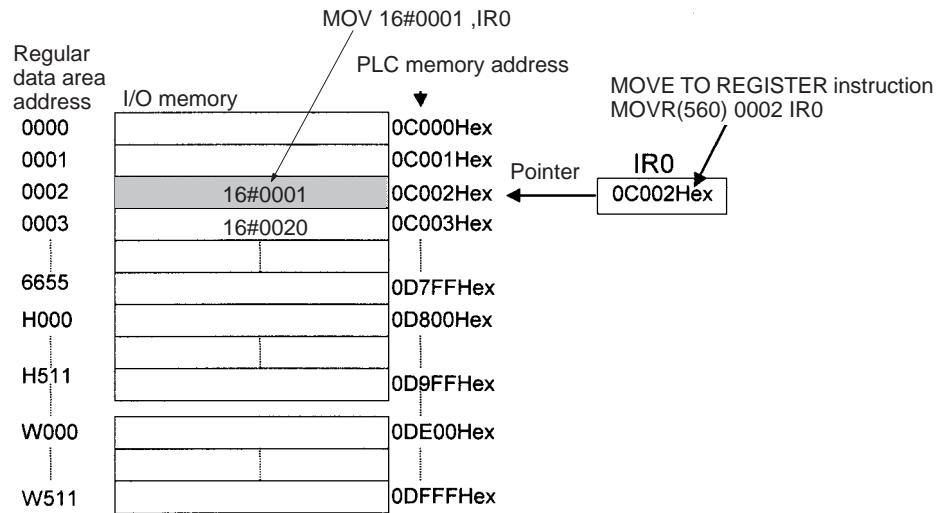 MOV 16#0001 ,IR0
Regular
data area
address
I/O memory
PLC memory address
MOVE TO REGISTER instruction
MOVR(560) 0002 IR0
0000 0C000Hex
0001 0C001Hex
0002 16#0001 0C002Hex
Pointer
IR0
0C002Hex
0003 16#0020 0C003Hex
6655 0D7FFHex
H000 0D800Hex
H511 0D9FFHex
W000 0DE00Hex
W511 0DFFFHex